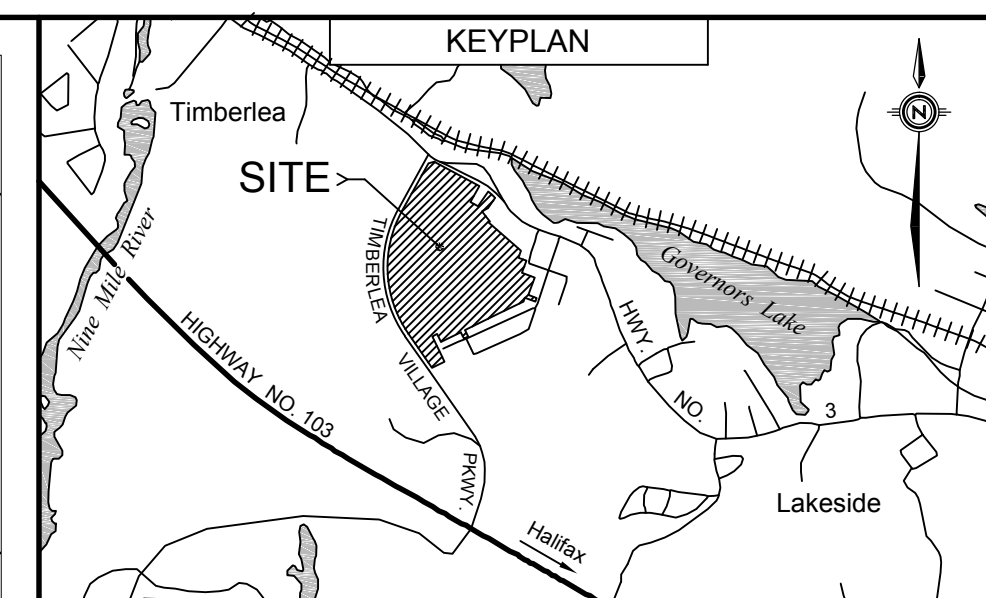 KEYPLAN
Timberlea
SITE
N
Nine Mile River
TIMBERLEA VILLAGE PKWY.
Governors Lake
HWY. NO. 3
HIGHWAY NO. 103
Lakeside
Halifax